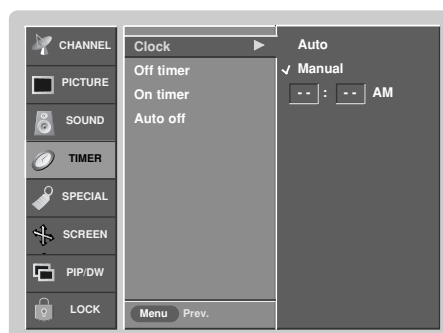 CHANNEL
PICTURE
SOUND
TIMER
SPECIAL
SCREEN
PIP/DW
LOCK
Clock ►
Off timer
On timer
Auto off
Menu Prev.
Auto
✓ Manual
-- : -- AM